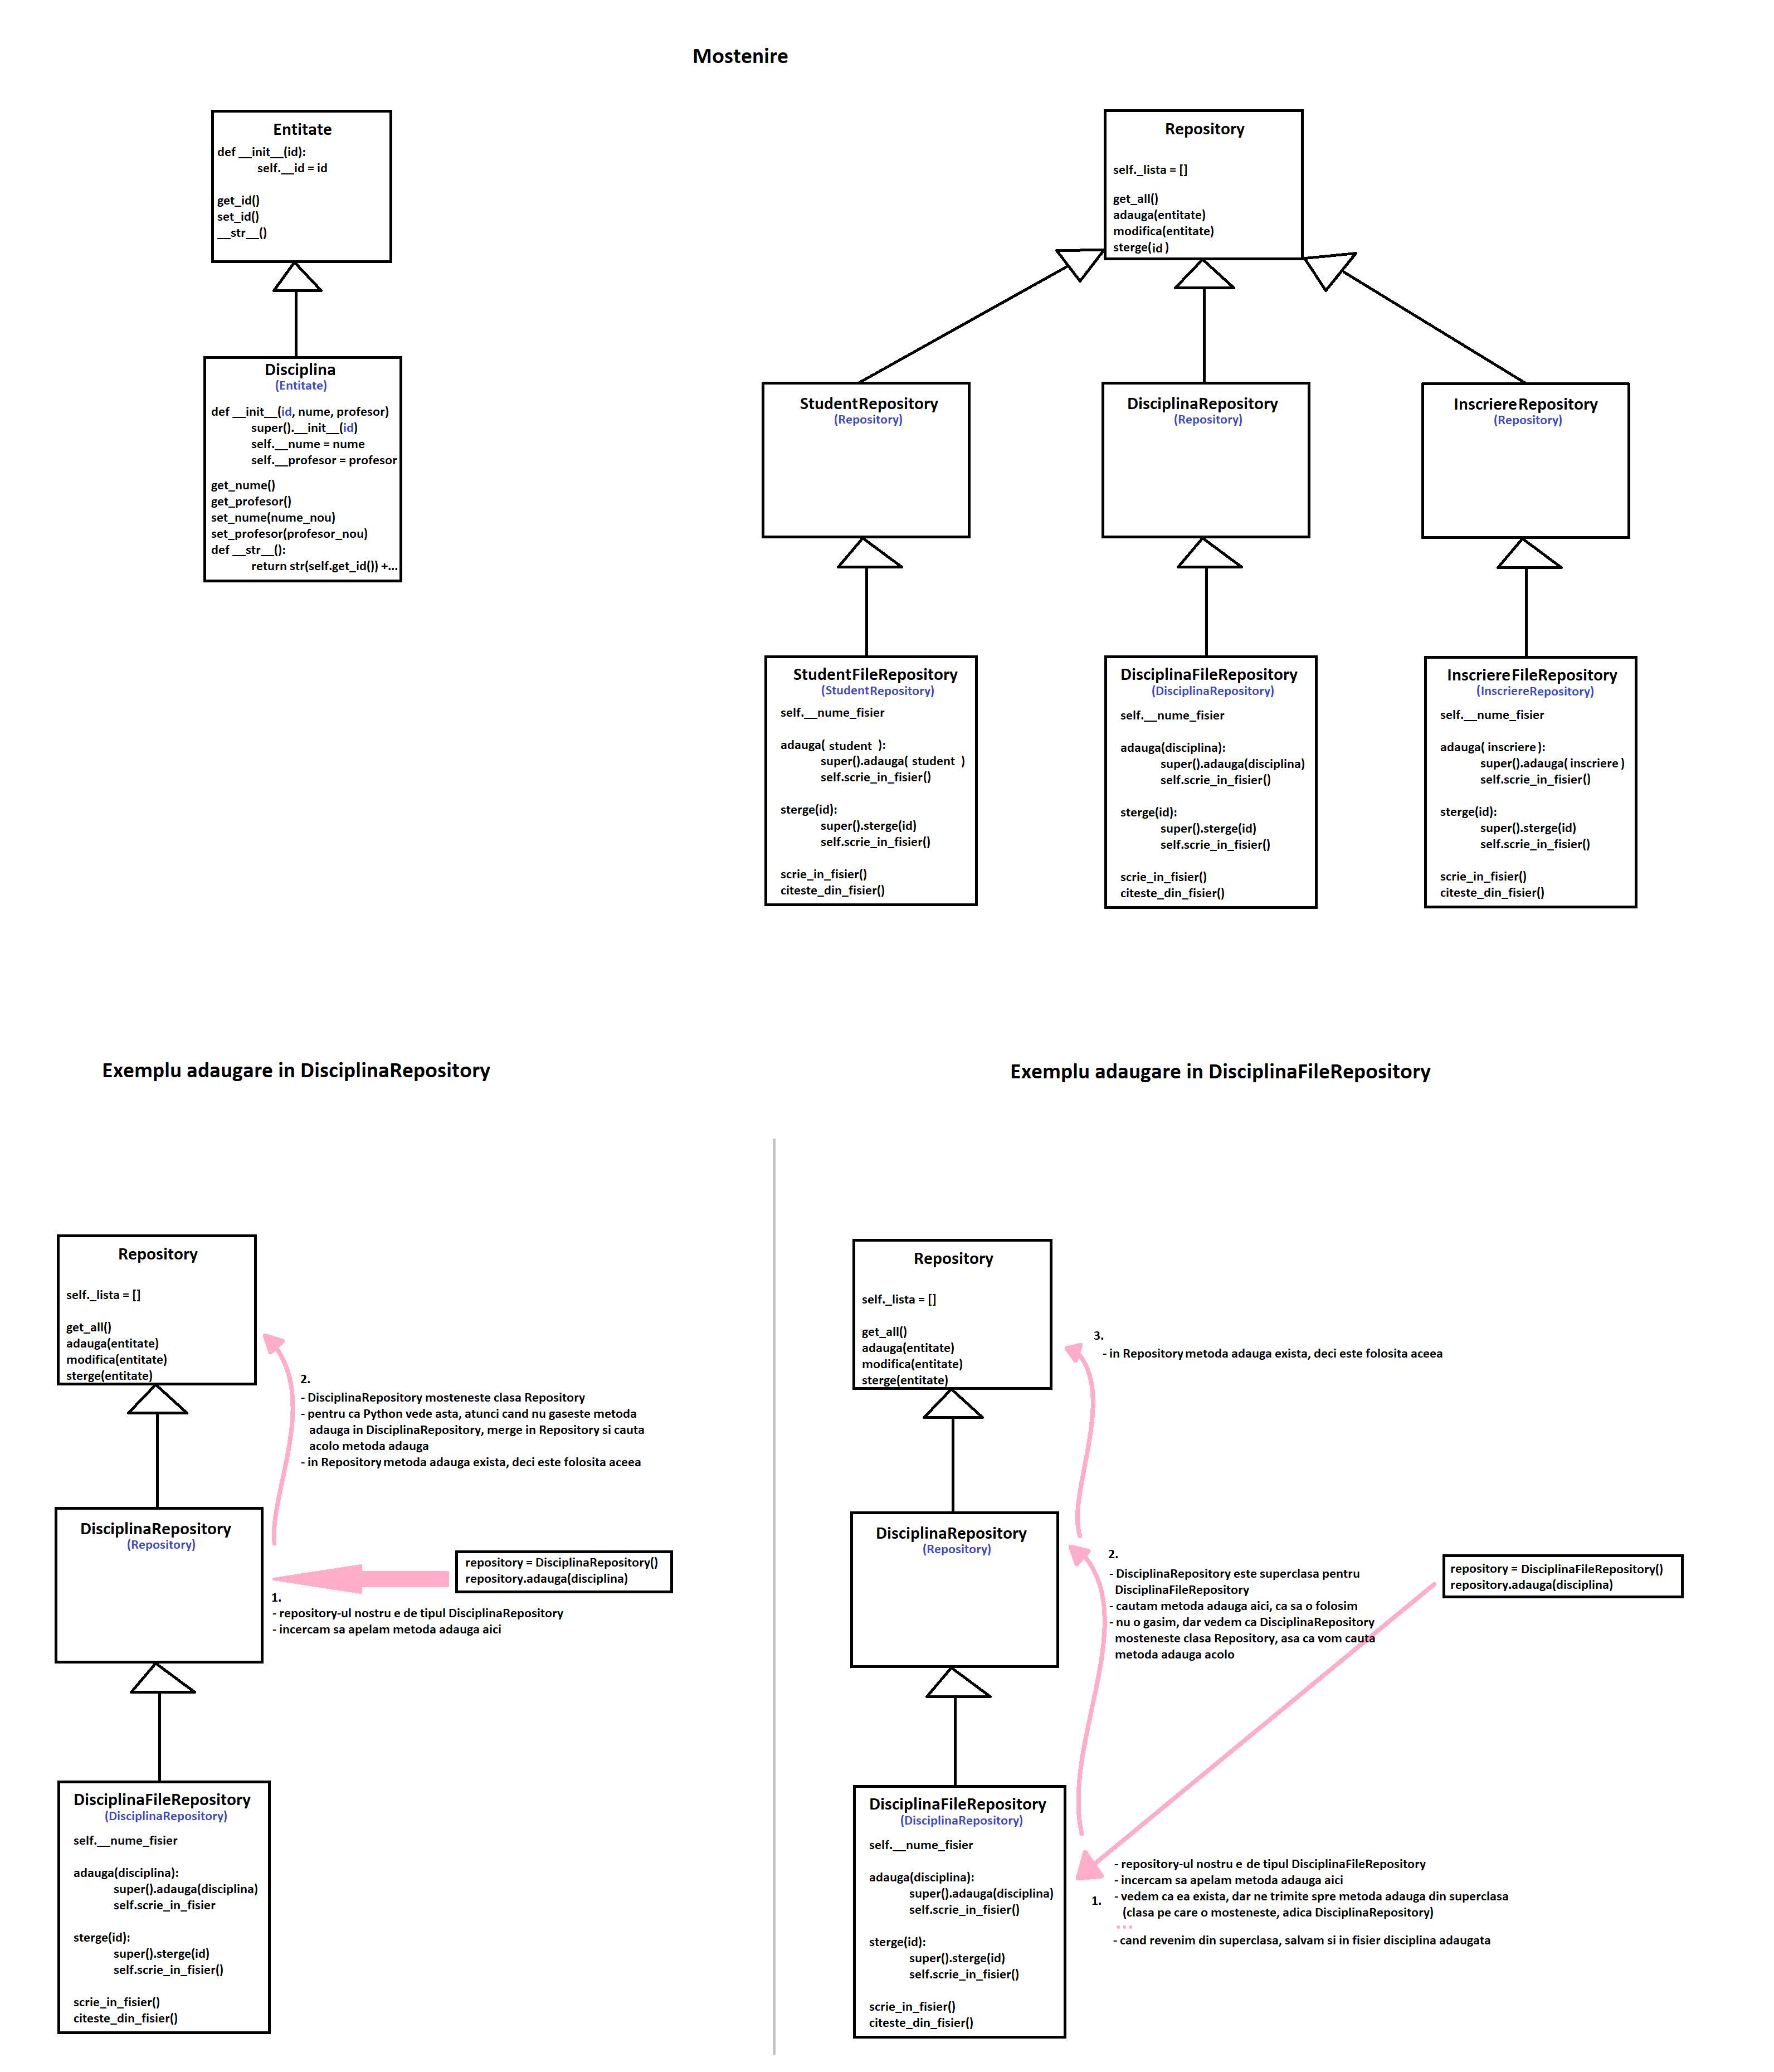 Mostenire
Entitate
def __init__(id):
self.__id = id
get_id()
set_id()
__str__()
Disciplina
(Entitate)
def __init__(id, nume, profesor)
super().__init__(id)
self.__nume = nume
self.__profesor = profesor
get_nume()
get_profesor()
set_nume(nume_nou)
set_profesor(profesor_nou)
def __str__():
return str(self.get_id()) +...
Repository
self._lista = []
get_all()
adauga(entitate)
modifica(entitate)
sterge(id )
StudentRepository
(Repository)
DisciplinaRepository
(Repository)
InscriereRepository
(Repository)
StudentFileRepository
(StudentRepository)
self.__nume_fisier
adauga( student ):
super().adauga( student )
self.scrie_in_fisier()
sterge(id):
super().sterge(id)
self.scrie_in_fisier()
scrie_in_fisier()
citeste_din_fisier()
DisciplinaFileRepository
(DisciplinaRepository)
self.__nume_fisier
adauga(disciplina):
super().adauga(disciplina)
self.scrie_in_fisier()
sterge(id):
super().sterge(id)
self.scrie_in_fisier()
scrie_in_fisier()
citeste_din_fisier()
InscriereFileRepository
(InscriereRepository)
self.__nume_fisier
adauga( inscriere ):
super().adauga( inscriere )
self.scrie_in_fisier()
sterge(id):
super().sterge(id)
self.scrie_in_fisier()
scrie_in_fisier()
citeste_din_fisier()
Exemplu adaugare in DisciplinaRepository
Repository
self._lista = []
get_all()
adauga(entitate)
modifica(entitate)
sterge(entitate)
2.
- DisciplinaRepository mosteneste clasa Repository
- pentru ca Python vede asta, atunci cand nu gaseste metoda
adauga in DisciplinaRepository, merge in Repository si cauta
acolo metoda adauga
- in Repository metoda adauga exista, deci este folosita aceea
DisciplinaRepository
(Repository)
repository = DisciplinaRepository()
repository.adauga(disciplina)
1.
- repository-ul nostru e de tipul DisciplinaRepository
- incercam sa apelam metoda adauga aici
DisciplinaFileRepository
(DisciplinaRepository)
self.__nume_fisier
adauga(disciplina):
super().adauga(disciplina)
self.scrie_in_fisier
sterge(id):
super().sterge(id)
self.scrie_in_fisier()
scrie_in_fisier()
citeste_din_fisier()
Exemplu adaugare in DisciplinaFileRepository
Repository
self._lista = []
get_all()
adauga(entitate)
modifica(entitate)
sterge(entitate)
3.
- in Repository metoda adauga exista, deci este folosita aceea
DisciplinaRepository
(Repository)
2.
- DisciplinaRepository este superclasa pentru
DisciplinaFileRepository
- cautam metoda adauga aici, ca sa o folosim
- nu o gasim, dar vedem ca DisciplinaRepository
mosteneste clasa Repository, asa ca vom cauta
metoda adauga acolo
repository = DisciplinaFileRepository()
repository.adauga(disciplina)
DisciplinaFileRepository
(DisciplinaRepository)
self.__nume_fisier
adauga(disciplina):
super().adauga(disciplina)
self.scrie_in_fisier()
sterge(id):
super().sterge(id)
self.scrie_in_fisier()
scrie_in_fisier()
citeste_din_fisier()
1.
- repository-ul nostru e de tipul DisciplinaFileRepository
- incercam sa apelam metoda adauga aici
- vedem ca ea exista, dar ne trimite spre metoda adauga din superclasa
(clasa pe care o mosteneste, adica DisciplinaRepository)
...
- cand revenim din superclasa, salvam si in fisier disciplina adaugata